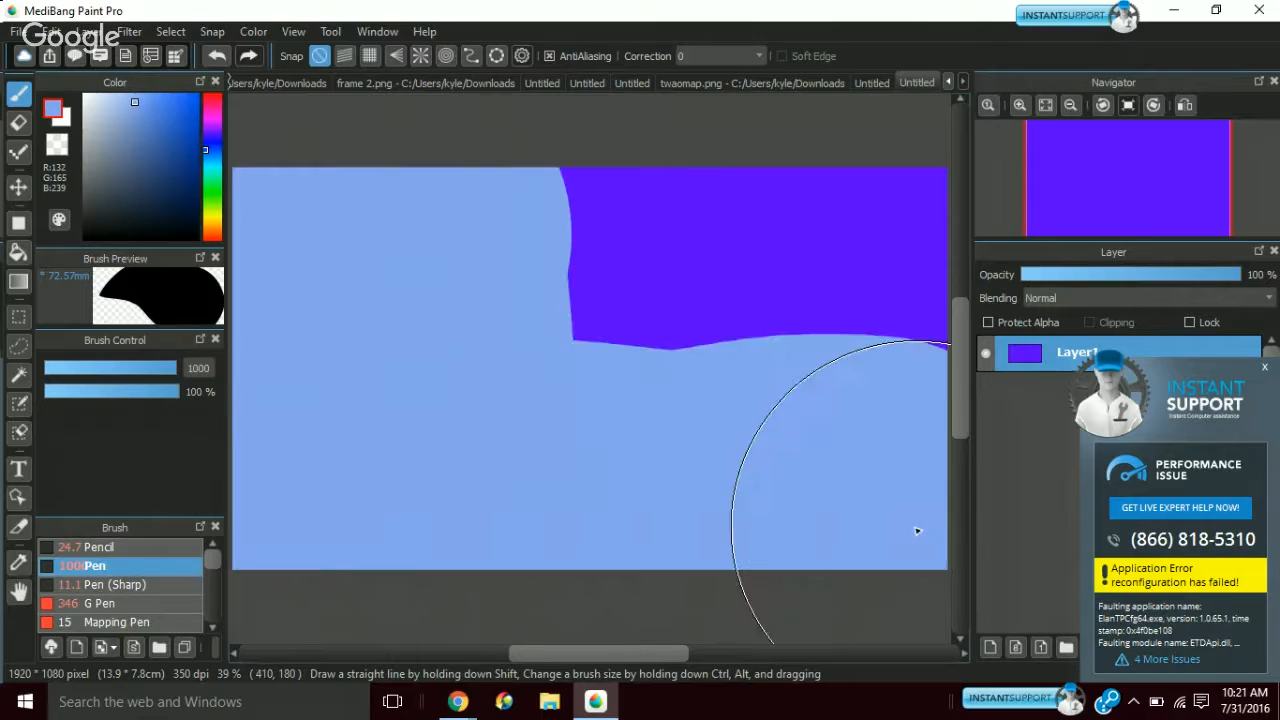 MediBang Paint Pro
INSTANTSUPPORT
File Edit Layer Filter Select Snap Color View Tool Window Help
Google
Snap AntiAliasing Correction 0 Soft Edge
Color
Jsers/kyle/Downloads frame 2.png - C:/Users/kyle/Downloads Untitled Untitled Untitled twaomap.png - C:/Users/kyle/Downloads Untitled Untitled
Navigator
R:132
G:165
B:239
Brush Preview
* 72.57mm
Layer
Opacity 100 %
Blending Normal
Protect Alpha Clipping Lock
Layer1
Brush Control
1000
100 %
x
INSTANT
SUPPORT
Instant Computer assistance
PERFORMANCE
ISSUE
GET LIVE EXPERT HELP NOW!
(866) 818-5310
Application Error
reconfiguration has failed!
Faulting application name:
ElanTPCfg64.exe, version: 1.0.65.1, time
stamp: 0x4f0be108
Faulting module name: ETDApi.dll, ...
4 More Issues
Brush
24.7 Pencil
1000 Pen
11.1 Pen (Sharp)
346 G Pen
15 Mapping Pen
1920 * 1080 pixel (13.9 * 7.8cm) 350 dpi 39 % ( 410, 180 ) Draw a straight line by holding down Shift, Change a brush size by holding down Ctrl, Alt, and dragging
Search the web and Windows
INSTANTSUPPORT
10:21 AM
7/31/2016